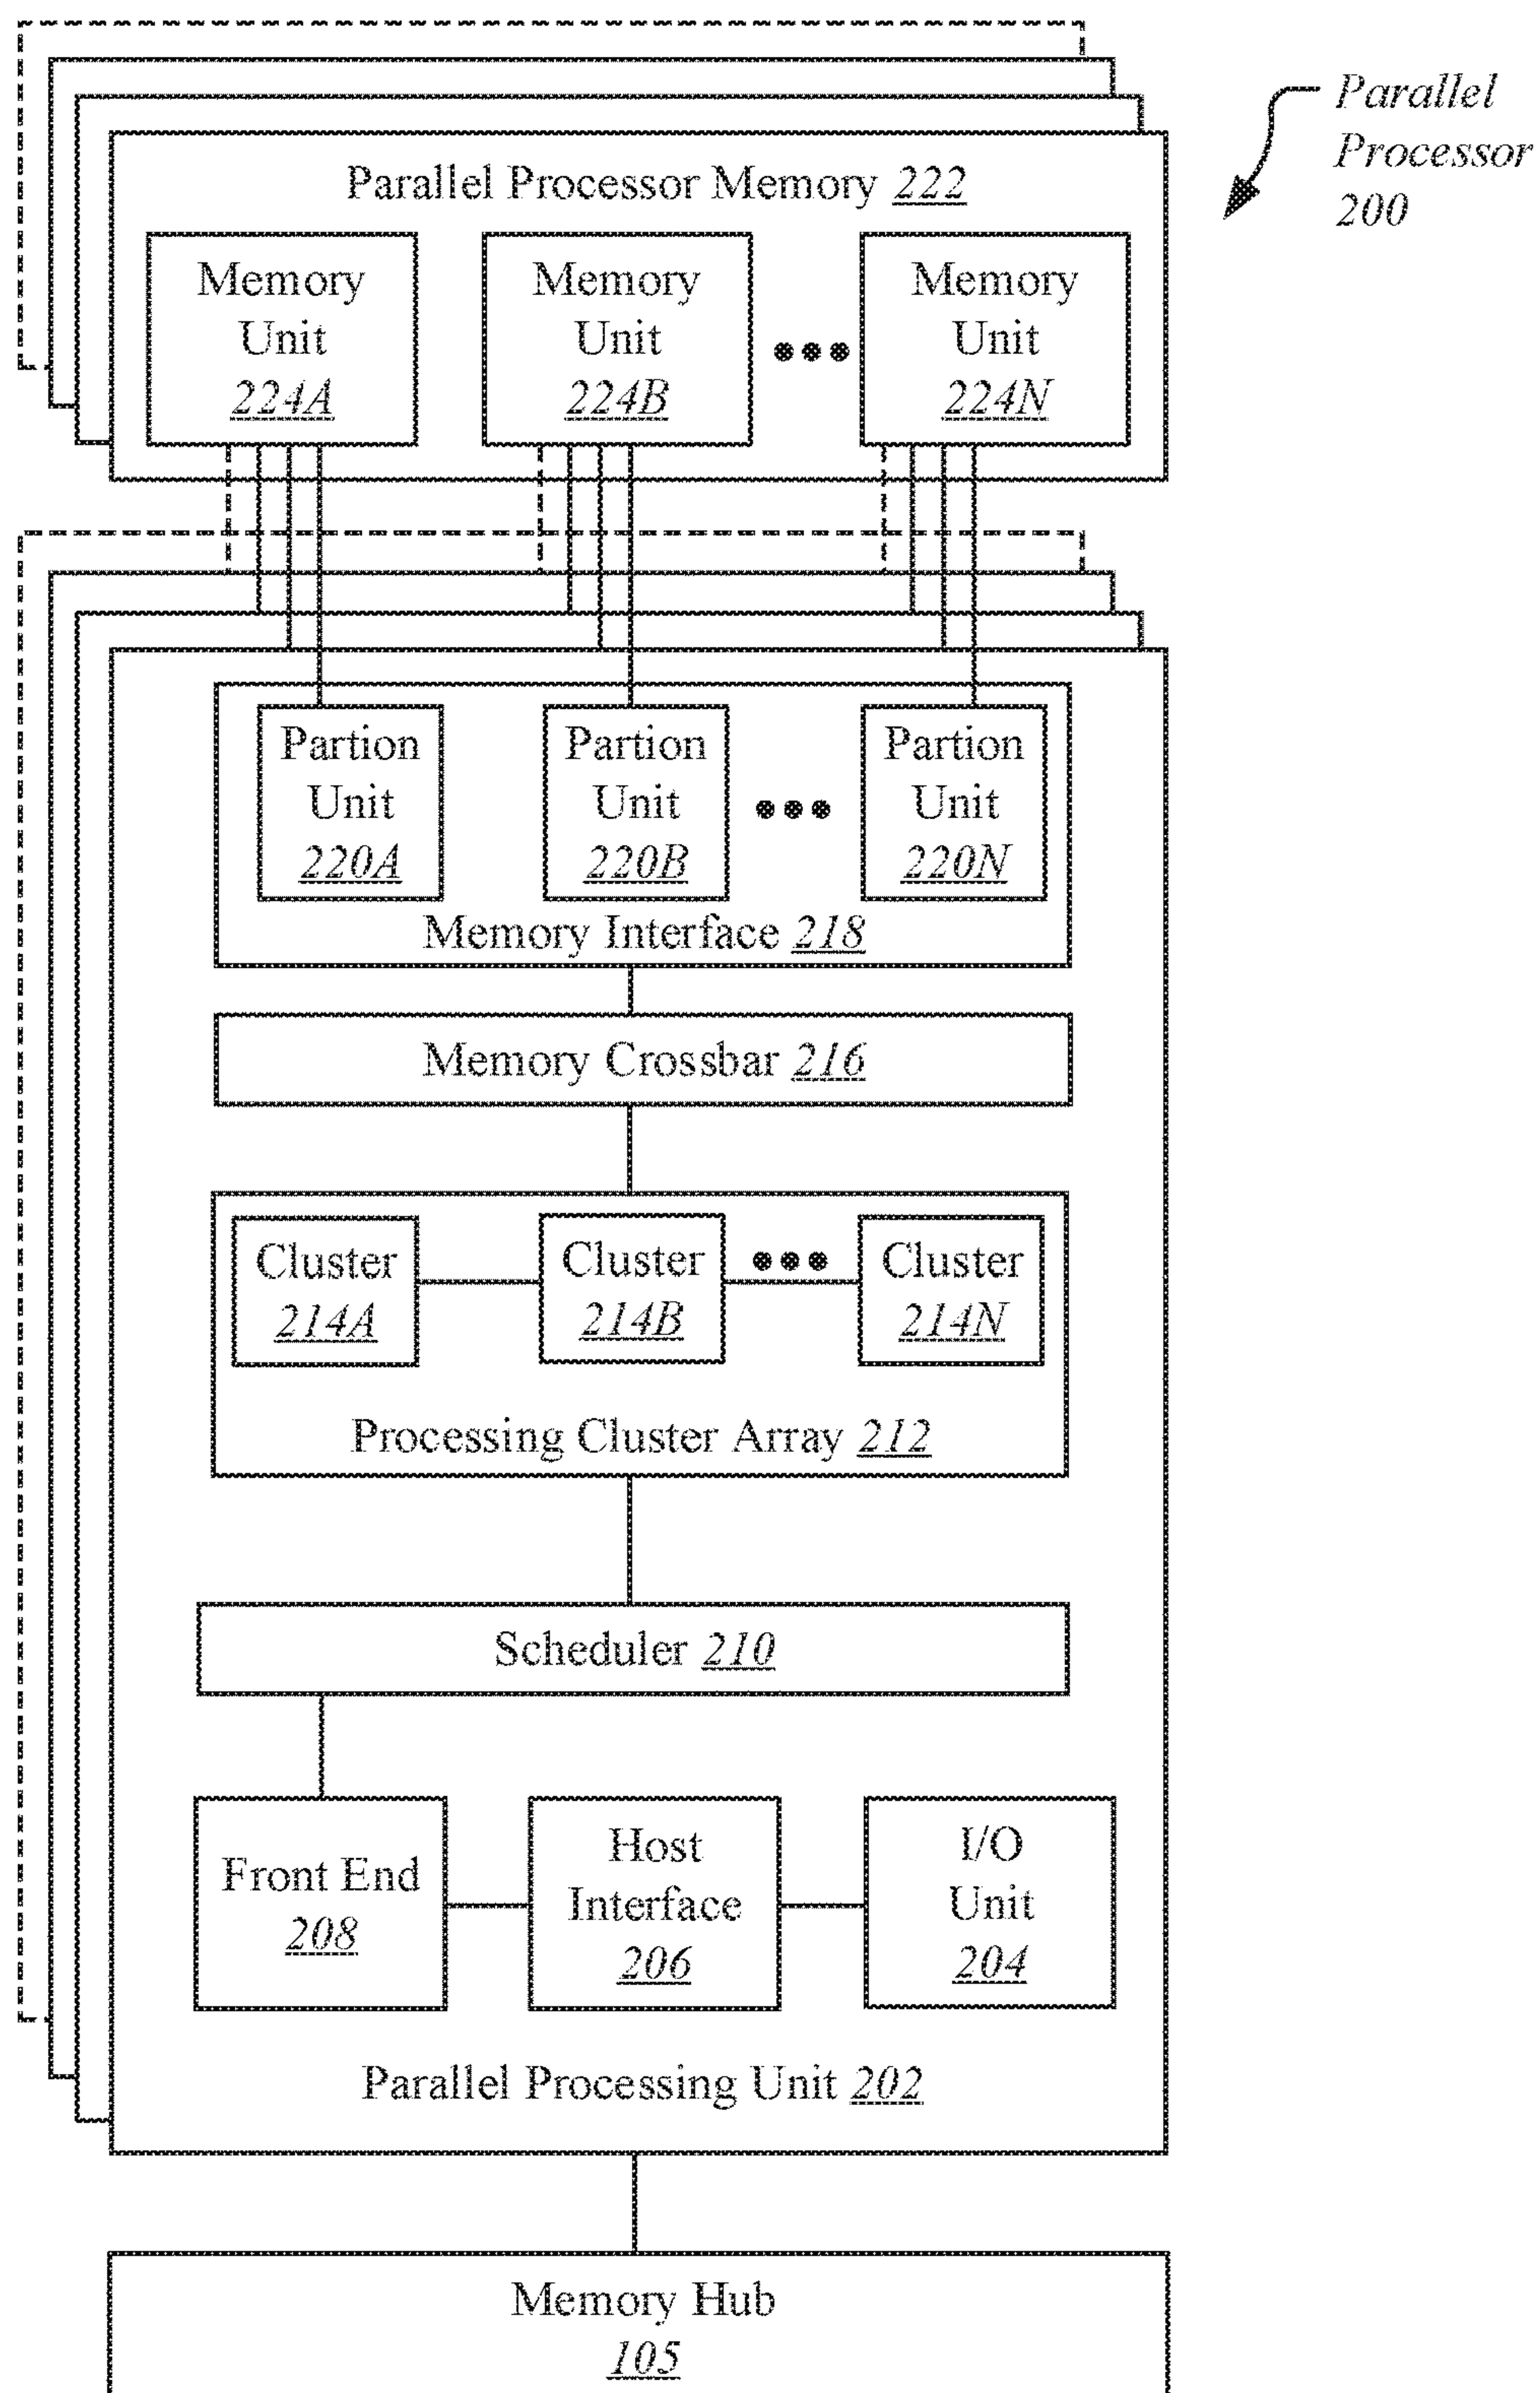 Parallel
Processor
200
Parallel Processor Memory 222
Memory
Unit
224A
Memory
Unit
224B
Memory
Unit
224N
Partion
Unit
220A
Partion
Unit
220B
Partion
Unit
220N
Memory Interface 218
Memory Crossbar 216
Cluster
214A
Cluster
214B
Cluster
214N
Processing Cluster Array 212
Scheduler 210
Front End
208
Host
Interface
206
I/O
Unit
204
Parallel Processing Unit 202
Memory Hub
105